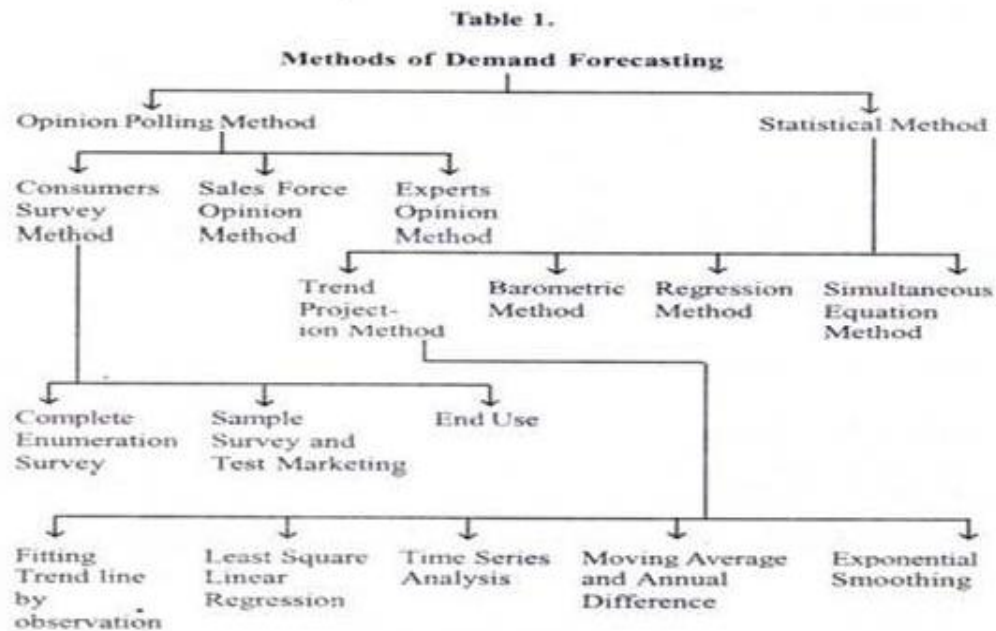 Table 1.
Methods of Demand Forecasting
Opinion Polling Method
Statistical Method
Consumers
Survey
Method
Sales Force
Opinion
Method
Experts
Opinion
Method
Trend
Project-
ion Method
Barometric
Method
Regression
Method
Simultaneous
Equation
Method
Complete
Enumeration
Survey
Sample
Survey and
Test Marketing
End Use
Fitting
Trend line
by
observation
Least Square
Linear
Regression
Time Series
Analysis
Moving Average
and Annual
Difference
Exponential
Smoothing